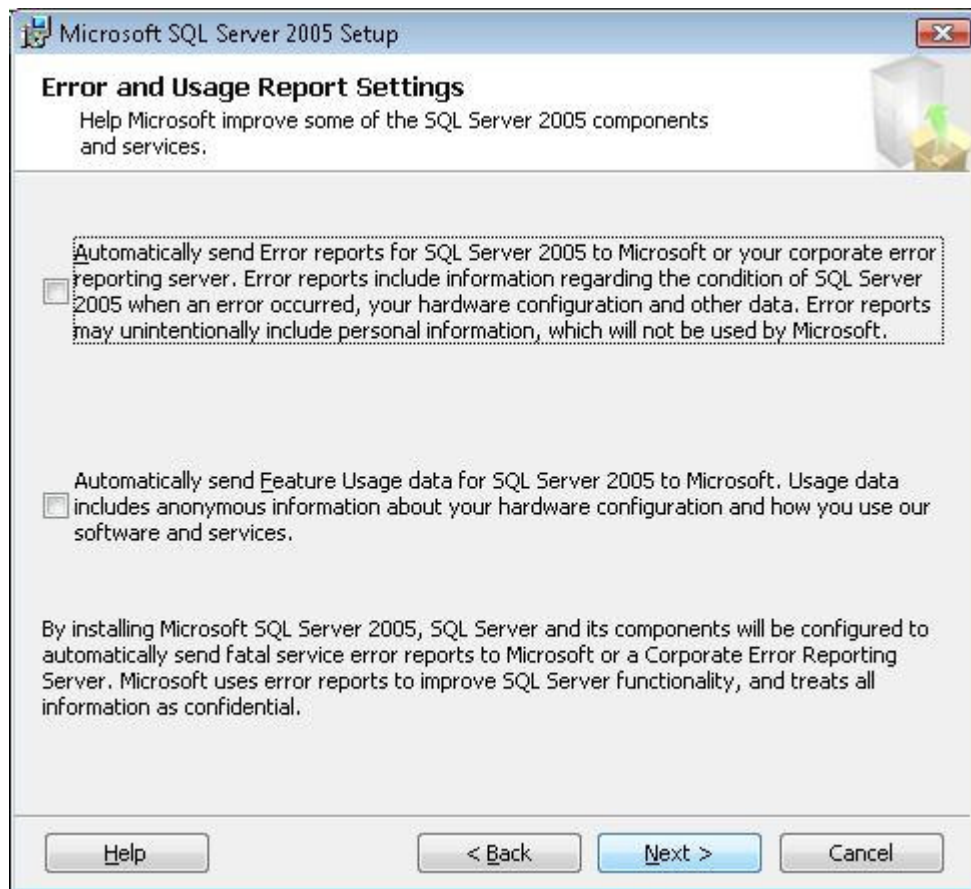 Microsoft SQL Server 2005 Setup
Error and Usage Report Settings
Help Microsoft improve some of the SQL Server 2005 components
and services.
Automatically send Error reports for SQL Server 2005 to Microsoft or your corporate error
reporting server. Error reports include information regarding the condition of SQL Server
2005 when an error occurred, your hardware configuration and other data. Error reports
may unintentionally include personal information, which will not be used by Microsoft.
Automatically send Feature Usage data for SQL Server 2005 to Microsoft. Usage data
includes anonymous information about your hardware configuration and how you use our
software and services.
By installing Microsoft SQL Server 2005, SQL Server and its components will be configured to
automatically send fatal service error reports to Microsoft or a Corporate Error Reporting
Server. Microsoft uses error reports to improve SQL Server functionality, and treats all
information as confidential.
Help
< Back
Next >
Cancel